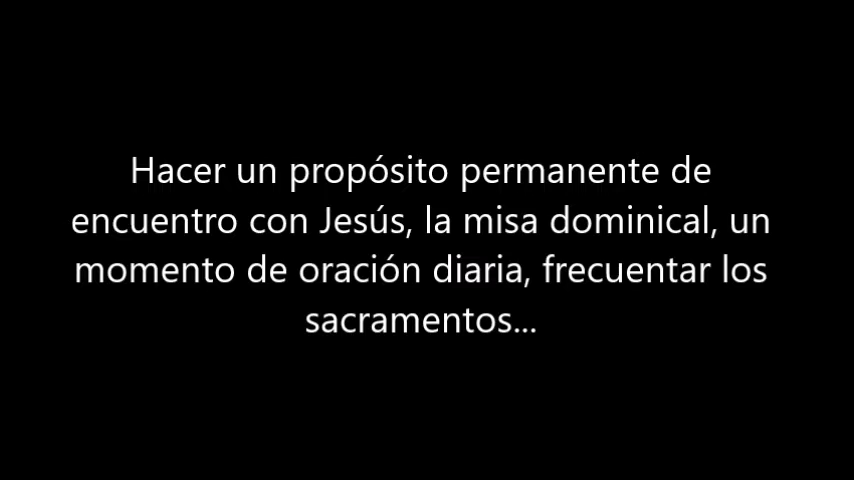 Hacer un propósito permanente de
encuentro con Jesús, la misa dominical, un
momento de oración diaria, frecuentar los
sacramentos...